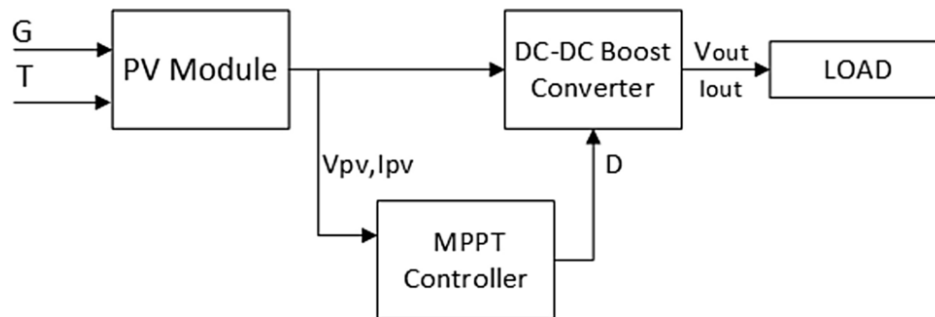 G
T
PV Module
DC-DC Boost
Converter
Vout
Iout
LOAD
Vpv,Ipv
D
MPPT
Controller